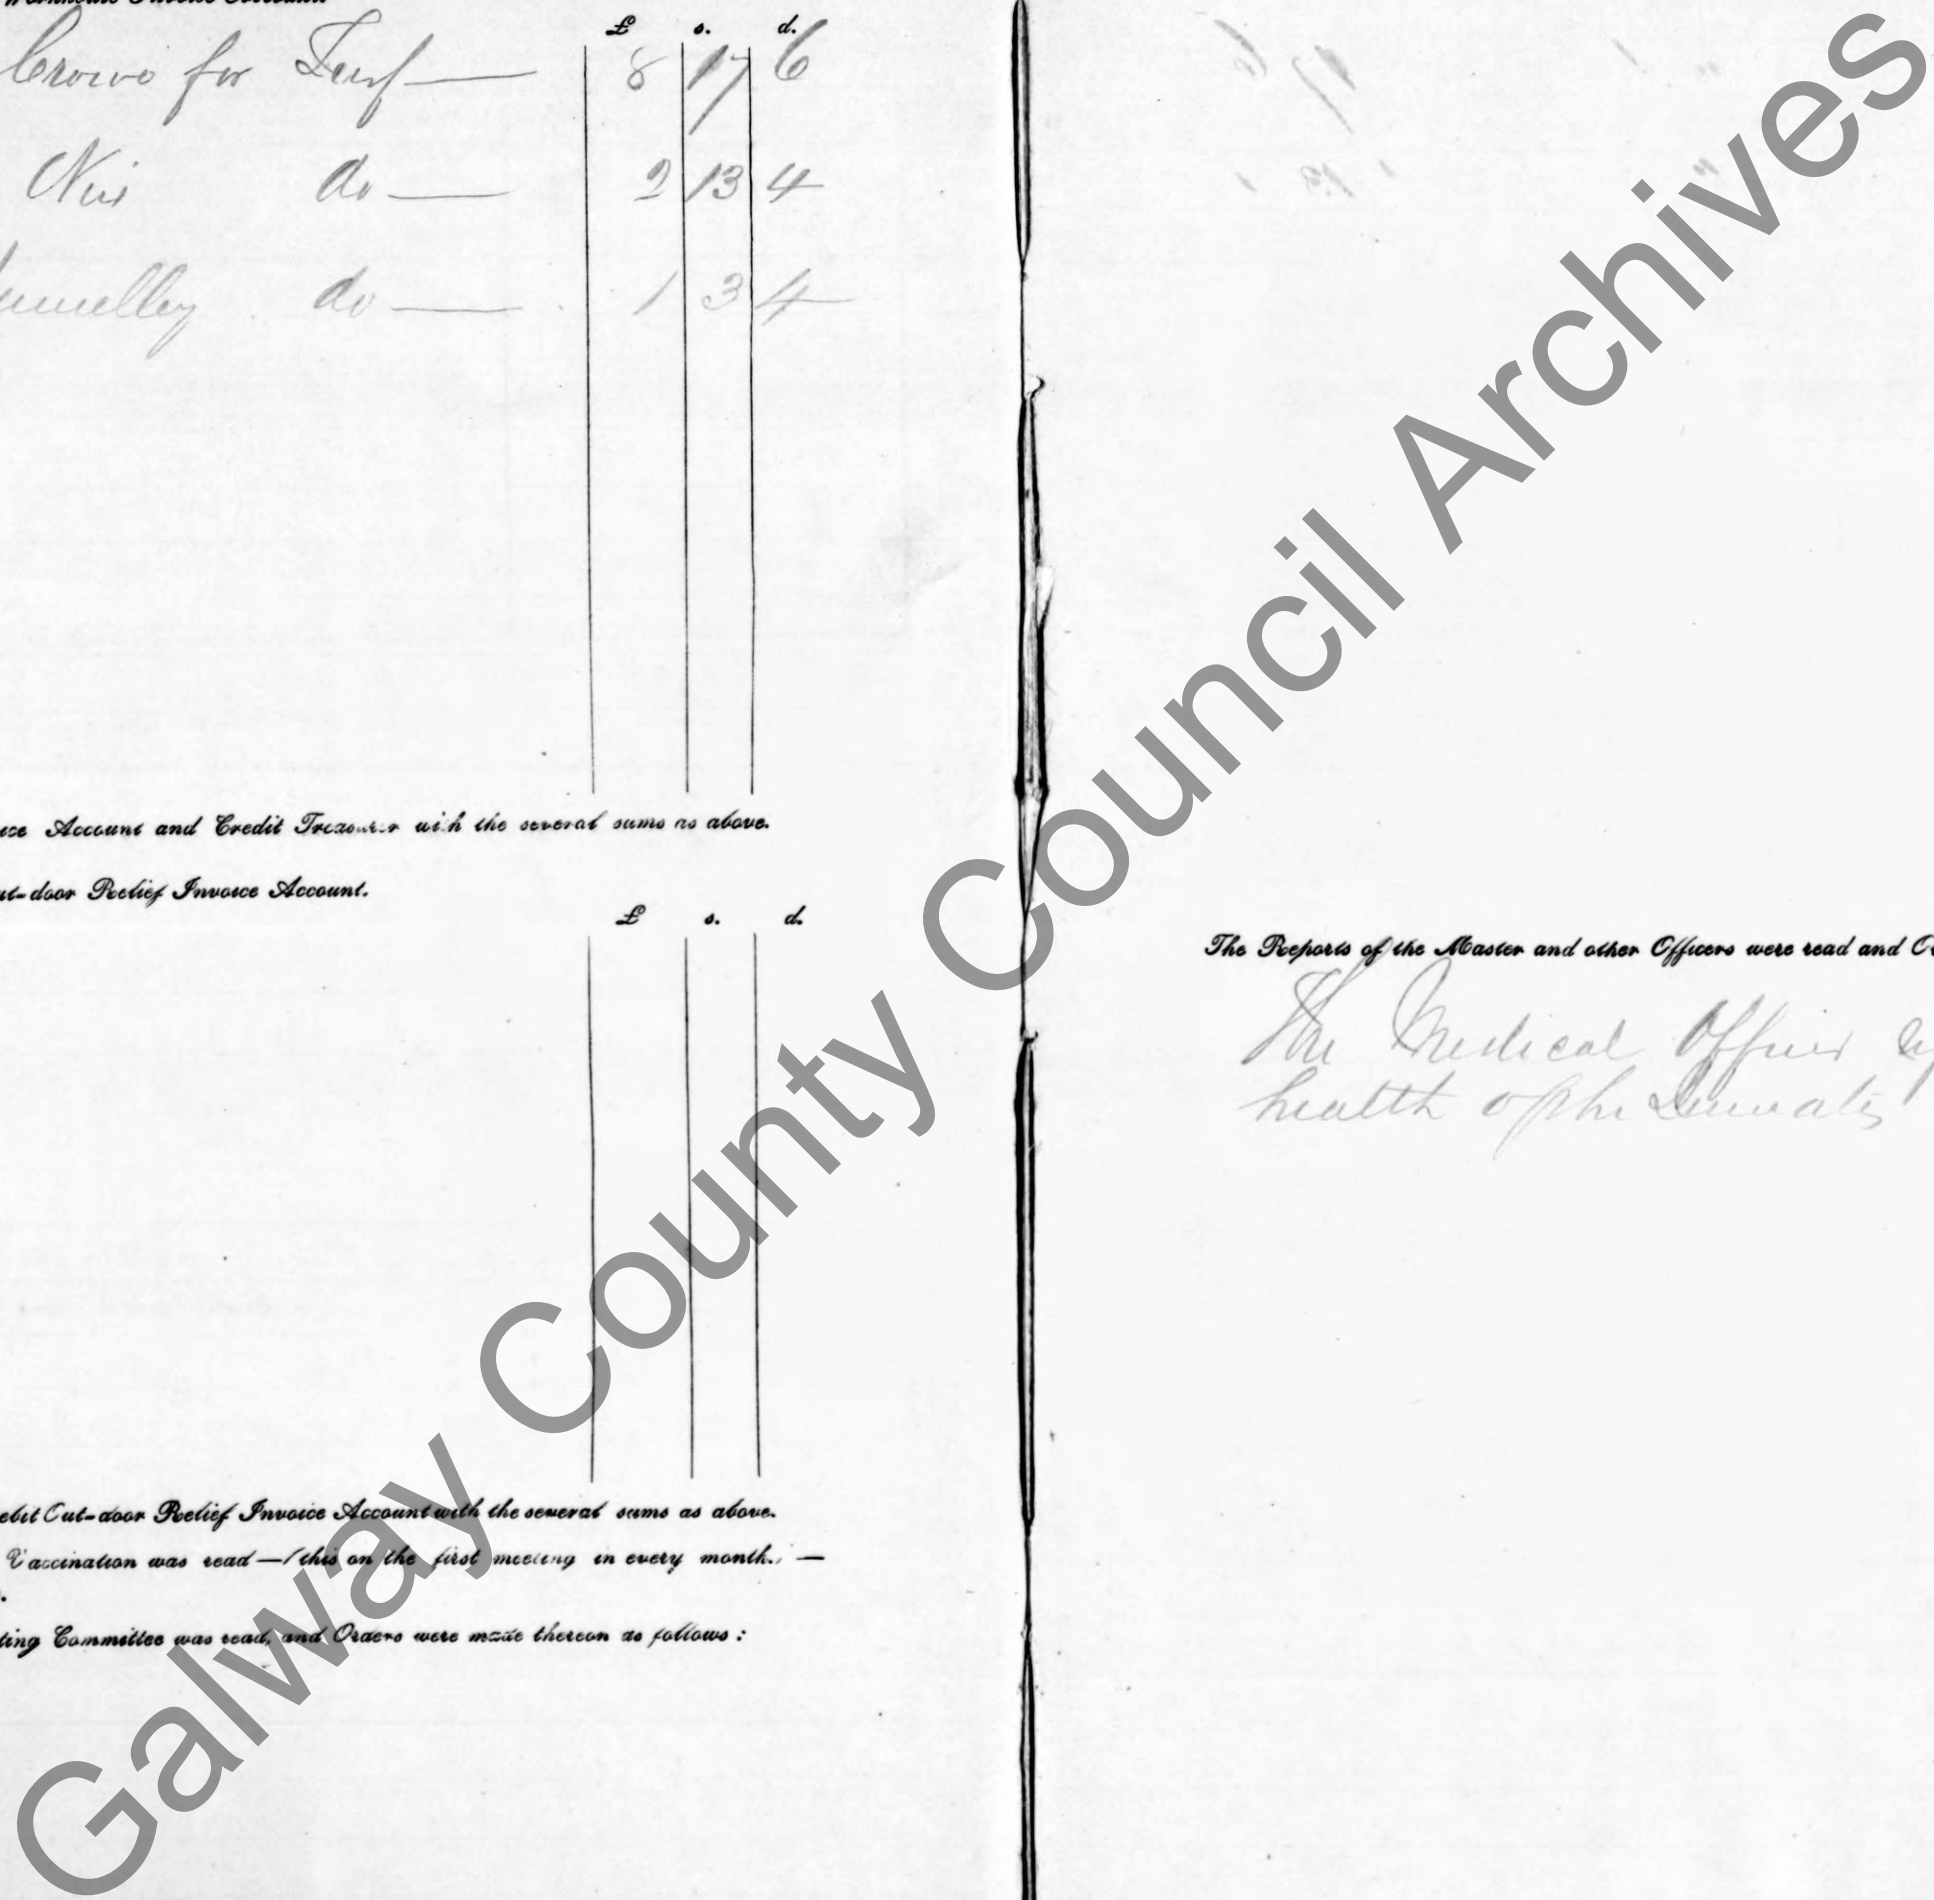 Workhouse Invoice Account.
£ s. d.
Crowe for Turf — 8 17 6
Nix do — 2 13 4
do — 1 3 4
Account and Credit Treasurer with the several sums as above.
ut-door Relief Invoice Account.
£ s. d.
ebit Out-door Relief Invoice Account with the several sums as above.
Vaccination was read — (this on the first meeting in every month.) —
ting Committee was read, and Orders were made thereon as follows:
The Reports of the Master and other Officers were read and O
The Medical Officer
health of the Inmates
Galway County Council Archives